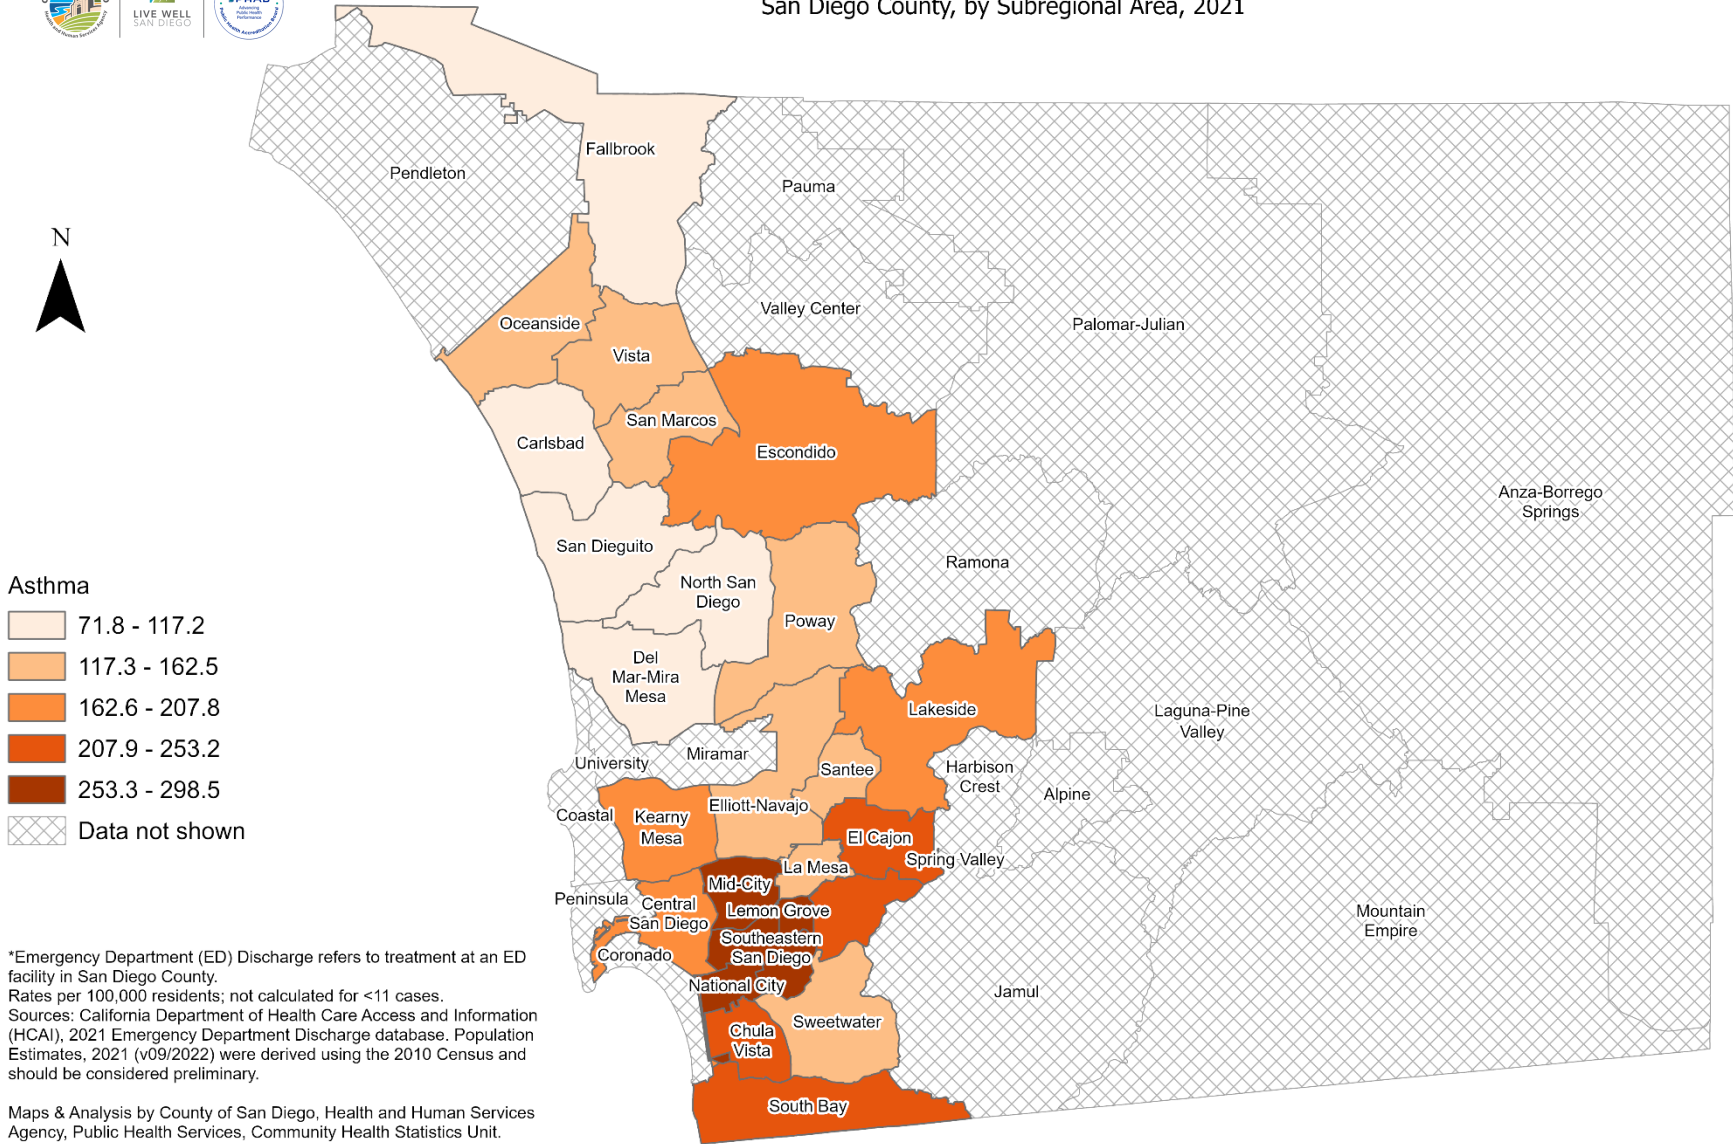 San Diego County, by Subregional Area, 2021
LIVE WELL
SAN DIEGO
Advancing
Public Health
Performance
N
Fallbrook
Pendleton
Pauma
Valley Center
Oceanside
Palomar-Julian
Vista
San Marcos
Carlsbad
Escondido
Anza-Borrego
Springs
San Dieguito
Ramona
North San
Diego
Poway
Del
Mar-Mira
Mesa
Lakeside
Laguna-Pine
Valley
Miramar
University
Santee
Harbison
Crest
Alpine
Elliott-Navajo
Coastal
Kearny
Mesa
El Cajon
Spring Valley
La Mesa
Mid-City
Peninsula
Central
San Diego
Lemon Grove
Mountain
Empire
Southeastern
San Diego
Coronado
National City
Jamul
Sweetwater
Chula
Vista
South Bay
Asthma
71.8 - 117.2
117.3 - 162.5
162.6 - 207.8
207.9 - 253.2
253.3 - 298.5
Data not shown
*Emergency Department (ED) Discharge refers to treatment at an ED
facility in San Diego County.
Rates per 100,000 residents; not calculated for <11 cases.
Sources: California Department of Health Care Access and Information
(HCAI), 2021 Emergency Department Discharge database. Population
Estimates, 2021 (v09/2022) were derived using the 2010 Census and
should be considered preliminary.
Maps & Analysis by County of San Diego, Health and Human Services
Agency, Public Health Services, Community Health Statistics Unit.